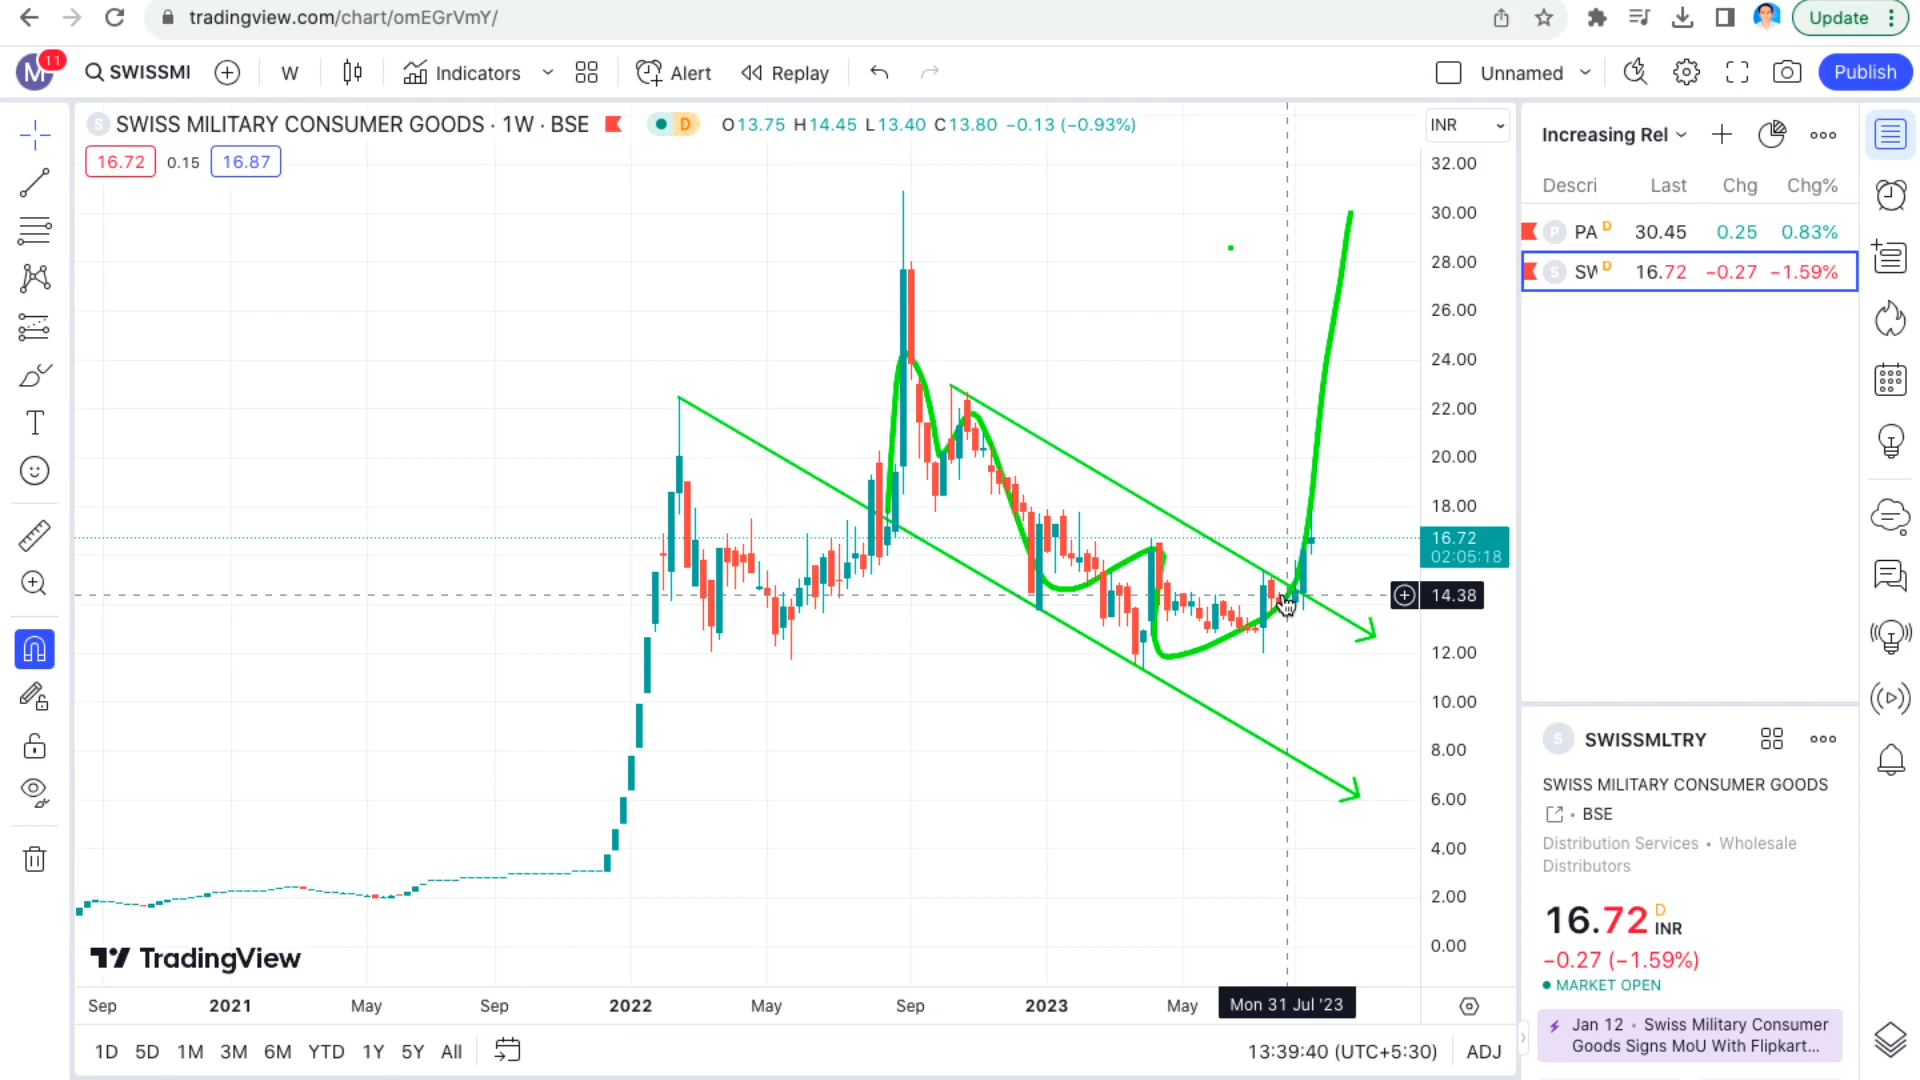 tradingview.com/chart/omEGrVmY/
Update
M 11 SWISSMI W Indicators Alert Replay Unnamed Publish
S SWISS MILITARY CONSUMER GOODS · 1W · BSE D O13.75 H14.45 L13.40 C13.80 −0.13 (−0.93%)
INR
16.72 0.15 16.87
32.00
30.00
28.00
26.00
24.00
22.00
20.00
18.00
16.72
02:05:18
14.38
12.00
10.00
8.00
6.00
4.00
2.00
0.00
TradingView
Sep 2021 May Sep 2022 May Sep 2023 May Mon 31 Jul '23
1D 5D 1M 3M 6M YTD 1Y 5Y All 13:39:40 (UTC+5:30) ADJ
Increasing Rel
Descri Last Chg Chg%
P PA D 30.45 0.25 0.83%
S SW D 16.72 −0.27 −1.59%
S SWISSMLTRY
SWISS MILITARY CONSUMER GOODS
• BSE
Distribution Services • Wholesale
Distributors
16.72 D INR
−0.27 (−1.59%)
MARKET OPEN
Jan 12 • Swiss Military Consumer
Goods Signs MoU With Flipkart...